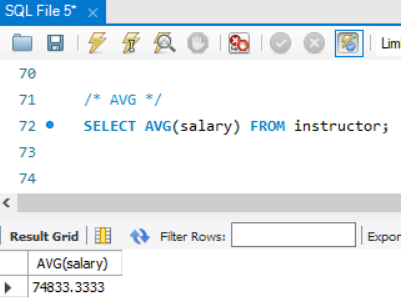 SQL File 5*
Lim
70
71 /* AVG */
72 SELECT AVG(salary) FROM instructor;
73
74
Result Grid Filter Rows: Expor
AVG(salary)
74833.3333